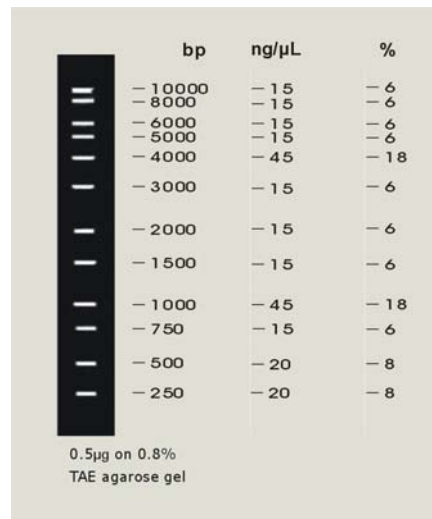 bp ng/µL %
– 10000 – 15 – 6
– 8000 – 15 – 6
– 6000 – 15 – 6
– 5000 – 15 – 6
– 4000 – 45 – 18
– 3000 – 15 – 6
– 2000 – 15 – 6
– 1500 – 15 – 6
– 1000 – 45 – 18
– 750 – 15 – 6
– 500 – 20 – 8
– 250 – 20 – 8
0.5µg on 0.8%
TAE agarose gel